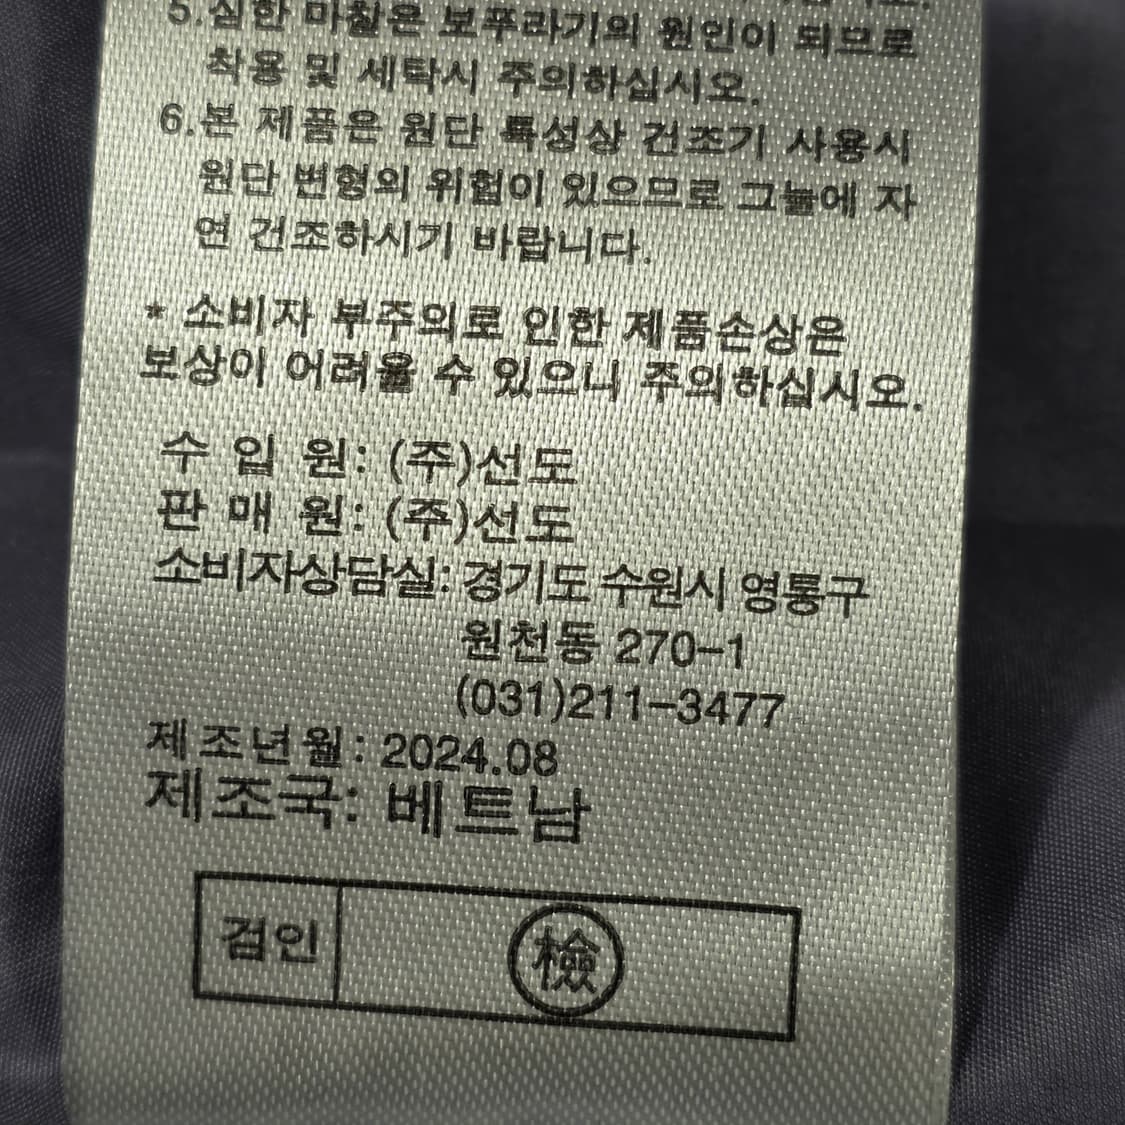 5.심한 마찰은 보푸라기의 원인이 되므로
착용 및 세탁시 주의하십시오.
6.본 제품은 원단 특성상 건조기 사용시
원단 변형의 위험이 있으므로 그늘에 자
연 건조하시기 바랍니다.
* 소비자 부주의로 인한 제품손상은
보상이 어려울 수 있으니 주의하십시오.
수 입 원: (주)선도
판 매 원: (주)선도
소비자상담실: 경기도 수원시 영통구
원천동 270-1
(031)211-3477
제조년월: 2024.08
제조국: 베트남
검인 檢